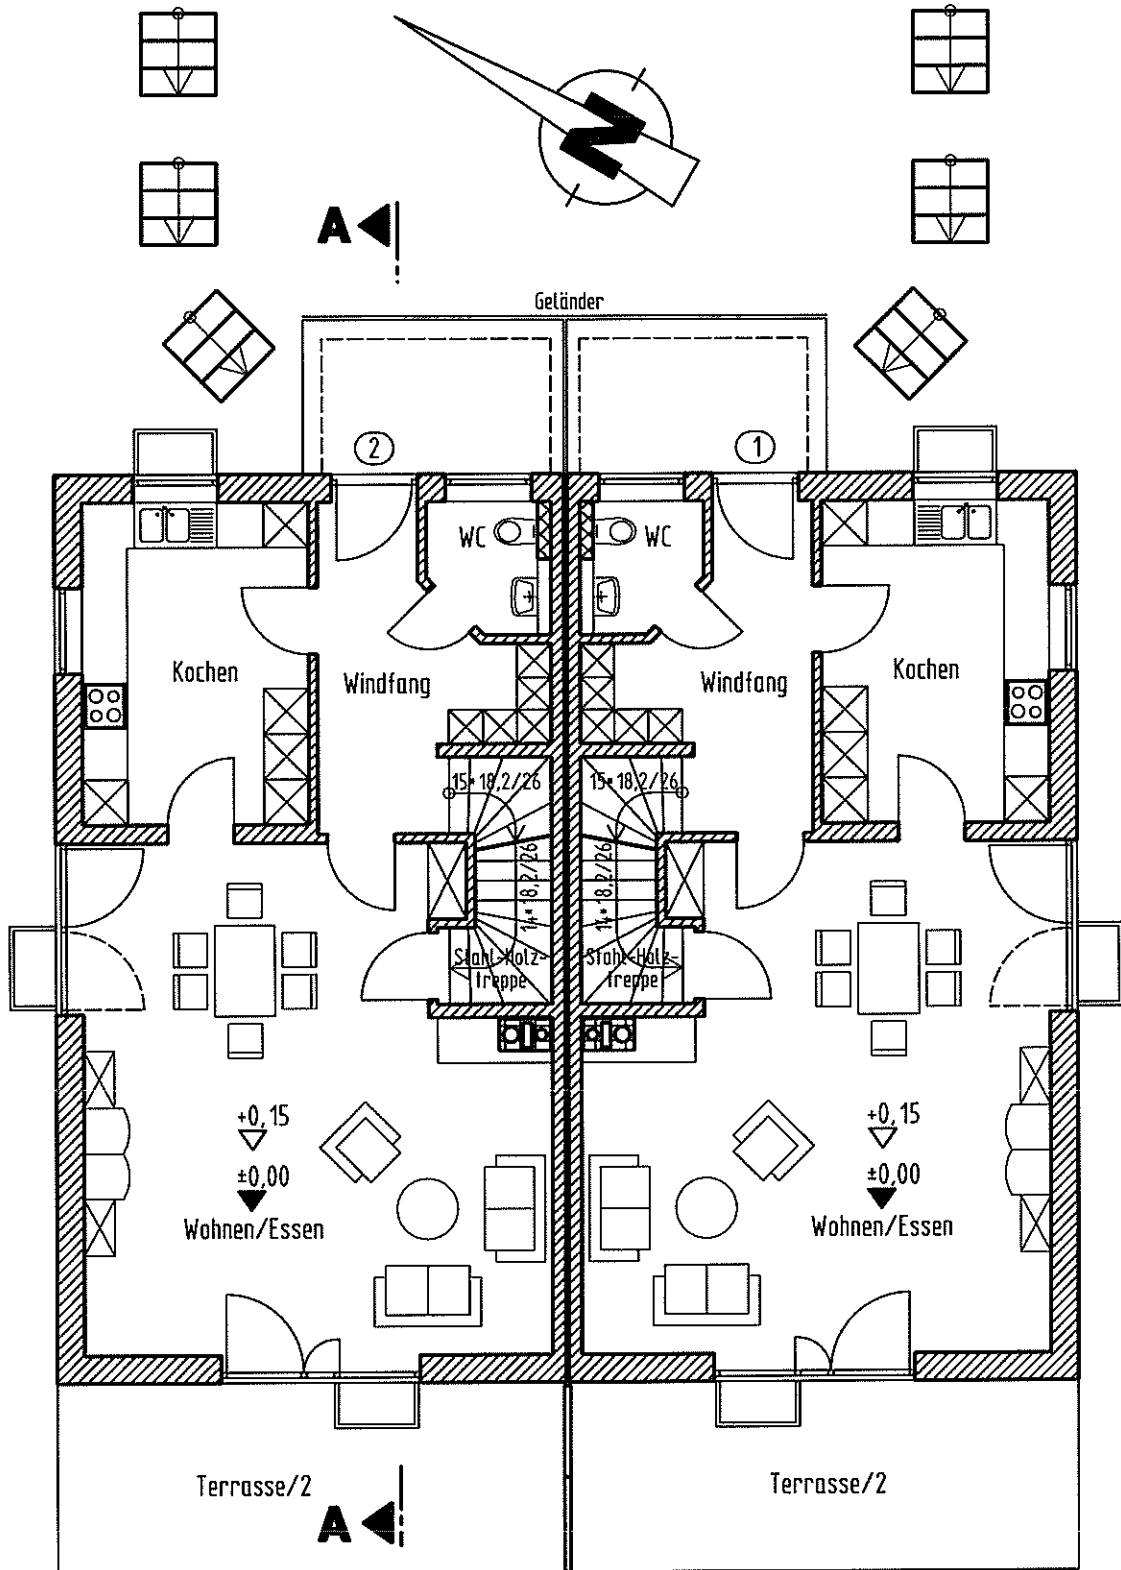 N
A
Geländer
2
1
WC
WC
Kochen
Windfang
Windfang
Kochen
15*18,2/26
15*18,2/26
14*18,2/26
14*18,2/26
Stahl-Holz-
treppe
Stahl-Holz-
treppe
+0,15
+0,15
±0,00
±0,00
Wohnen/Essen
Wohnen/Essen
Terrasse/2
Terrasse/2
A